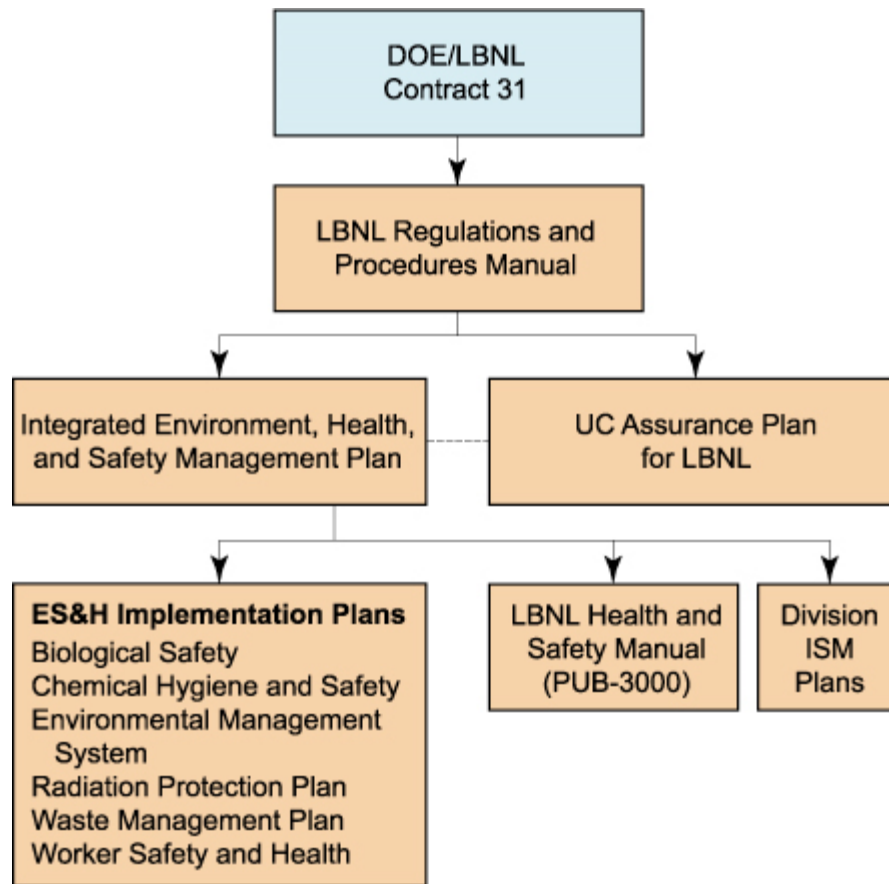 DOE/LBNL
Contract 31
LBNL Regulations and
Procedures Manual
Integrated Environment, Health,
and Safety Management Plan
UC Assurance Plan
for LBNL
ES&H Implementation Plans
Biological Safety
Chemical Hygiene and Safety
Environmental Management
System
Radiation Protection Plan
Waste Management Plan
Worker Safety and Health
LBNL Health and
Safety Manual
(PUB-3000)
Division
ISM
Plans